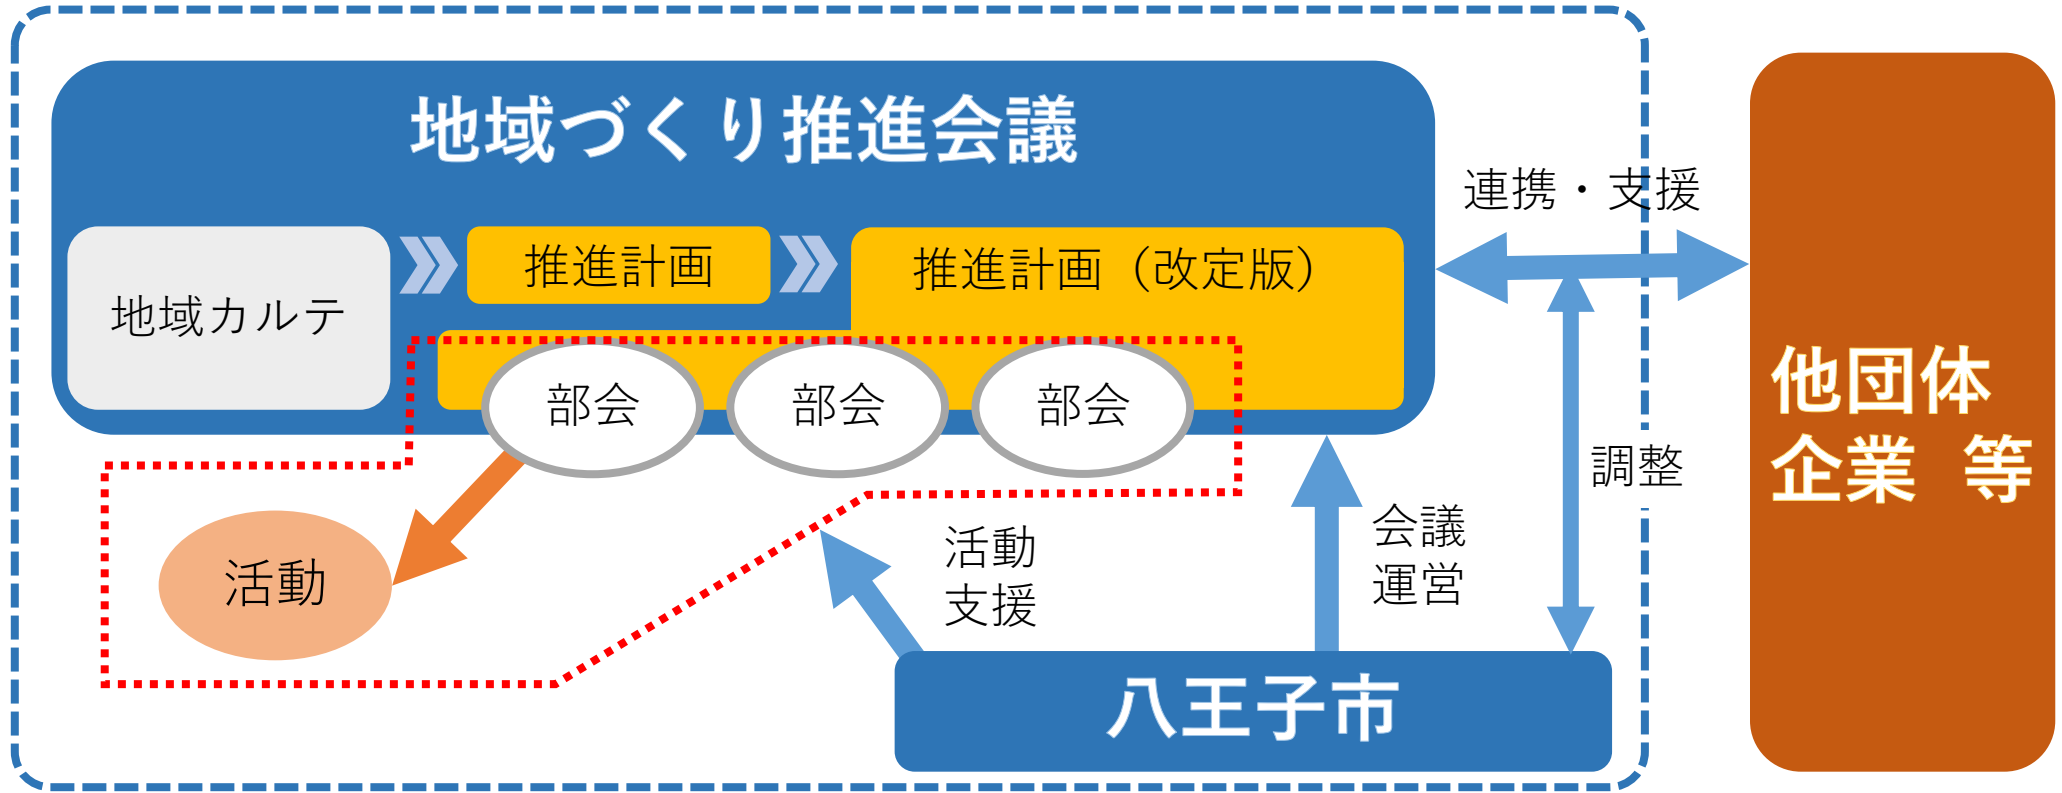 地域づくり推進会議
連携・支援
地域カルテ
推進計画
推進計画（改定版）
部会
部会
部会
他団体
企業 等
調整
活動
活動
支援
会議
運営
八王子市